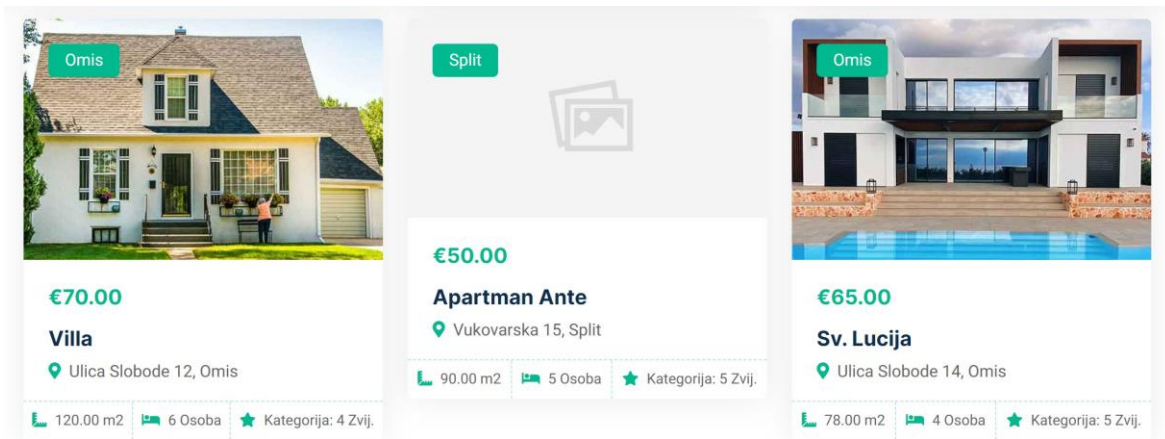 Omis
€70.00
Villa
Ulica Slobode 12, Omis
120.00 m2 6 Osoba Kategorija: 4 Zvij.
Split
€50.00
Apartman Ante
Vukovarska 15, Split
90.00 m2 5 Osoba Kategorija: 5 Zvij.
Omis
€65.00
Sv. Lucija
Ulica Slobode 14, Omis
78.00 m2 4 Osoba Kategorija: 5 Zvij.